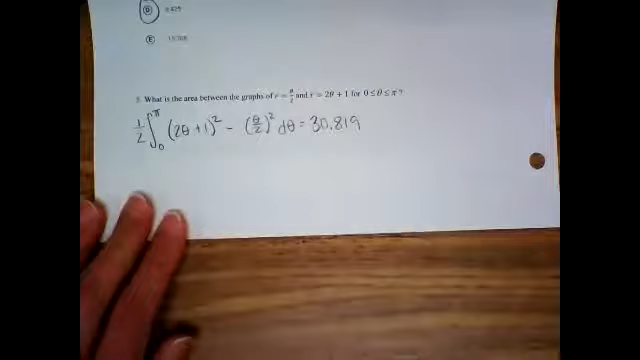 D
E
5. What is the area between the graphs of r = θ/2 and r = 2θ + 1 for 0 ≤ θ ≤ π ?
1/2 ∫₀^π (2θ+1)² - (θ/2)² dθ = 30.819